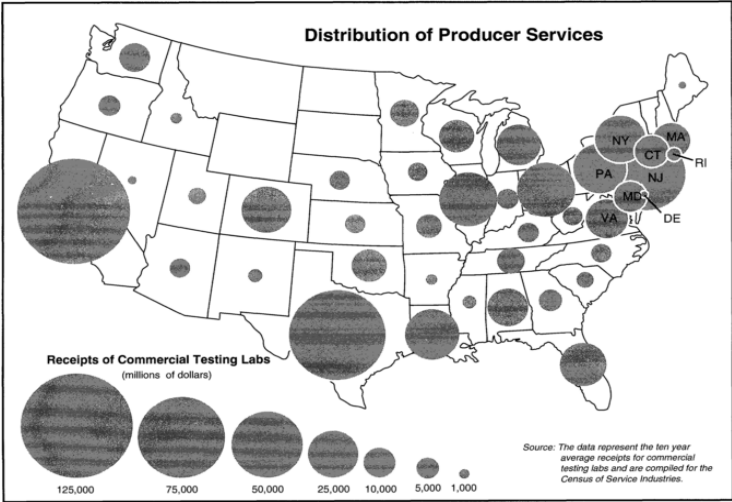 Distribution of Producer Services
NY
MA
CT
RI
PA
NJ
MD
DE
VA
Receipts of Commercial Testing Labs
(millions of dollars)
125,000 75,000 50,000 25,000 10,000 5,000 1,000
Source: The data represent the ten year
average receipts for commercial
testing labs and are compiled for the
Census of Service Industries.